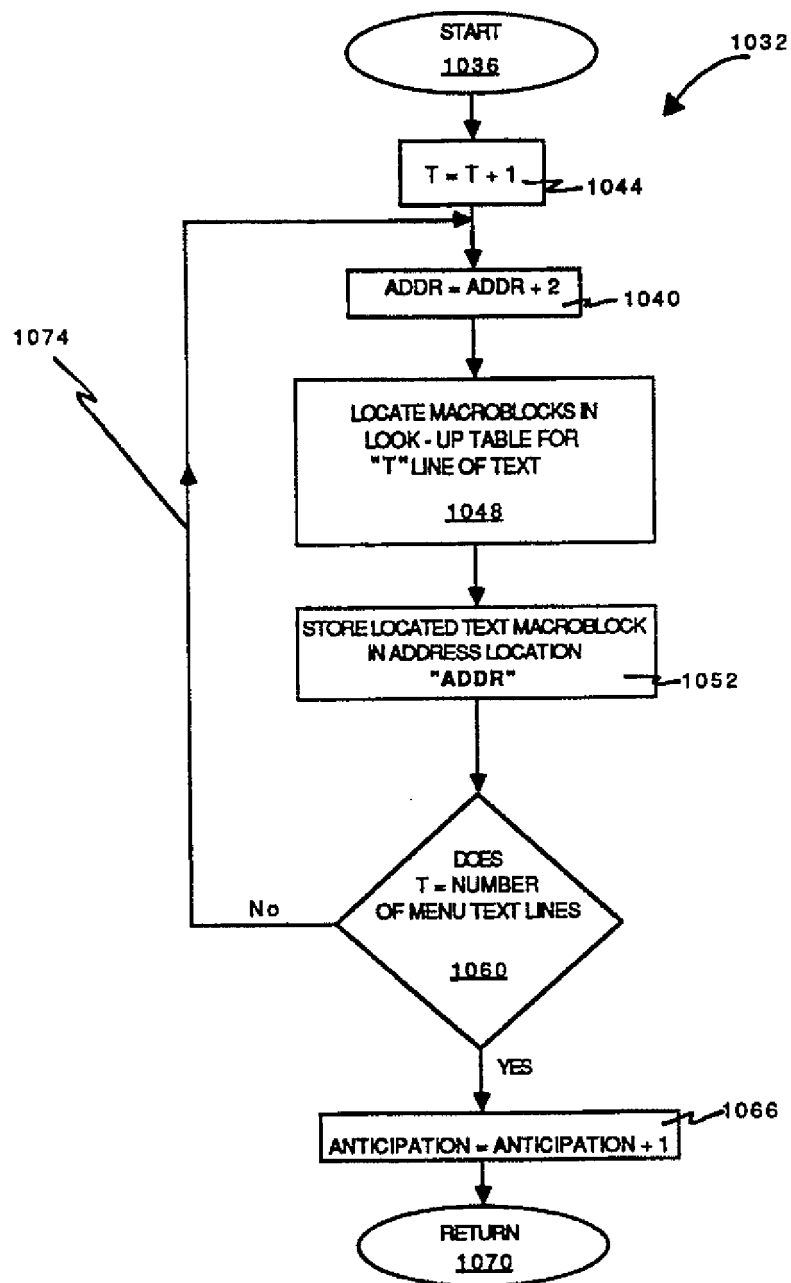 START
1036
1032
T = T + 1
1044
ADDR = ADDR + 2
1040
1074
LOCATE MACROBLOCKS IN
LOOK - UP TABLE FOR
"T" LINE OF TEXT
1048
STORE LOCATED TEXT MACROBLOCK
IN ADDRESS LOCATION
"ADDR"
1052
DOES
T = NUMBER
OF MENU TEXT LINES
1060
No
YES
1066
ANTICIPATION = ANTICIPATION + 1
RETURN
1070